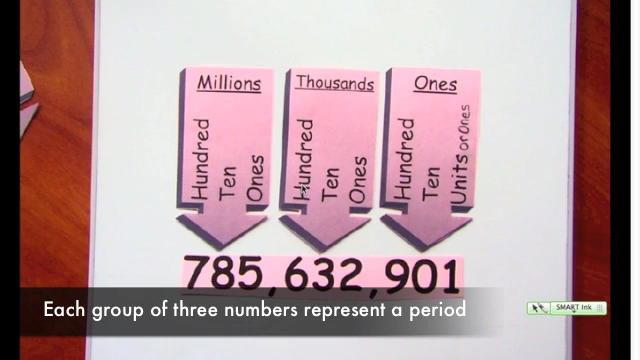 Millions
Hundred
Ten
Ones
Thousands
Hundred
Ten
Ones
Ones
Hundred
Ten
Units or Ones
785,632,901
Each group of three numbers represent a period
SMART Ink